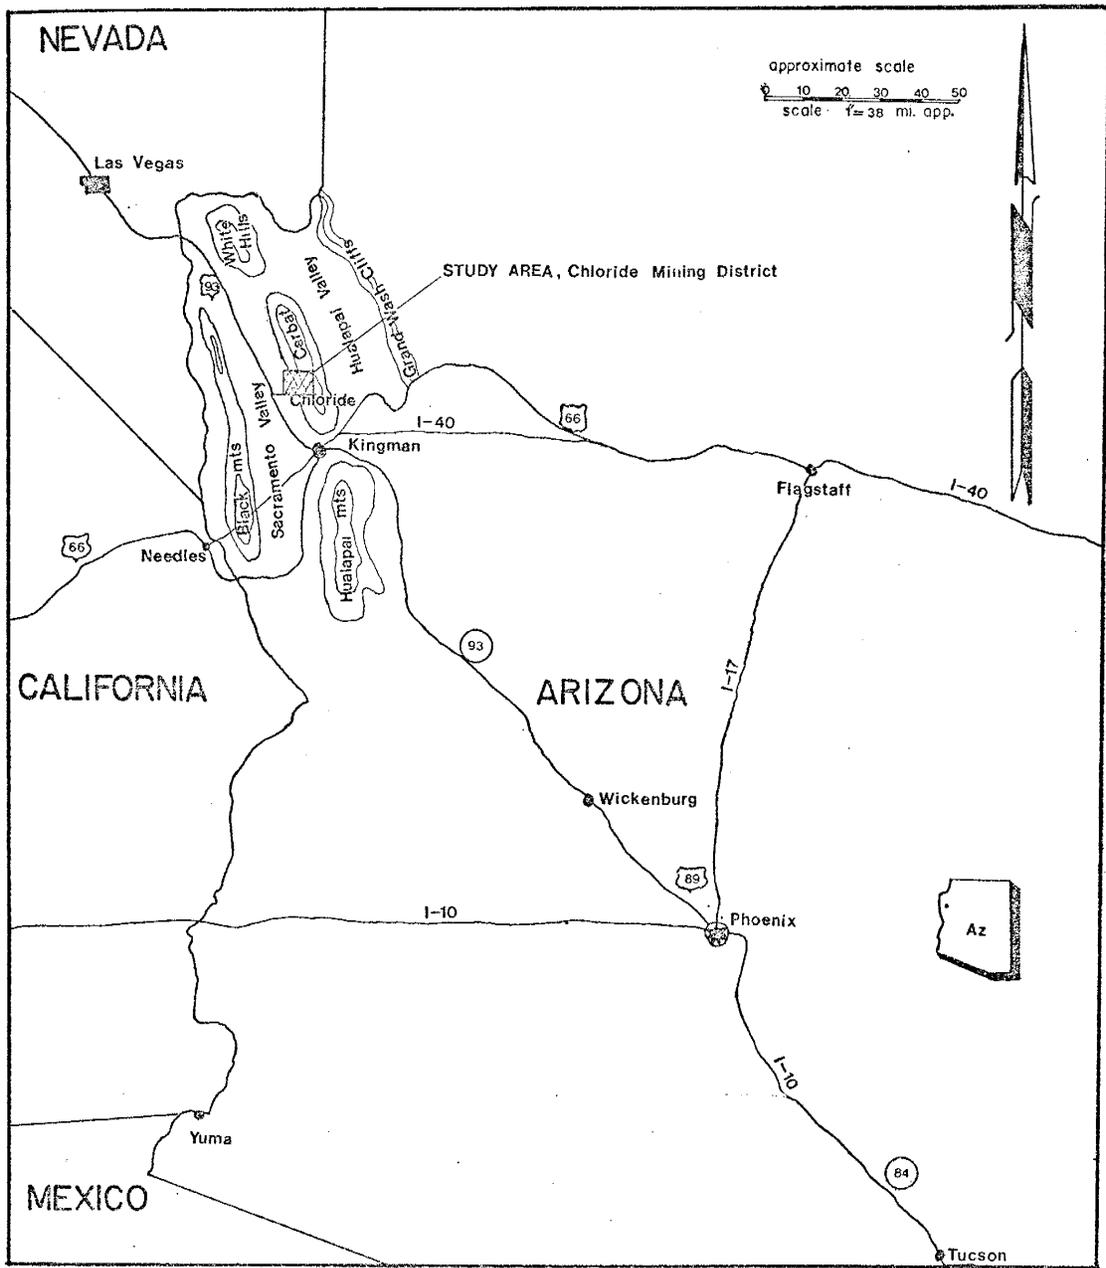 NEVADA
approximate scale
0 10 20 30 40 50
scale 1"= 38 mi. app.
Las Vegas
White
Hills
93
Grand Wash Cliffs
Hualapai Valley
STUDY AREA, Chloride Mining District
Cerbat
Chloride
I-40
66
Kingman
Sacramento Valley
Black mts
Hualapai mts
Flagstaff
I-40
66
Needles
93
CALIFORNIA
ARIZONA
I-17
Wickenburg
89
I-10
Phoenix
Az
I-10
Yuma
84
MEXICO
Tucson